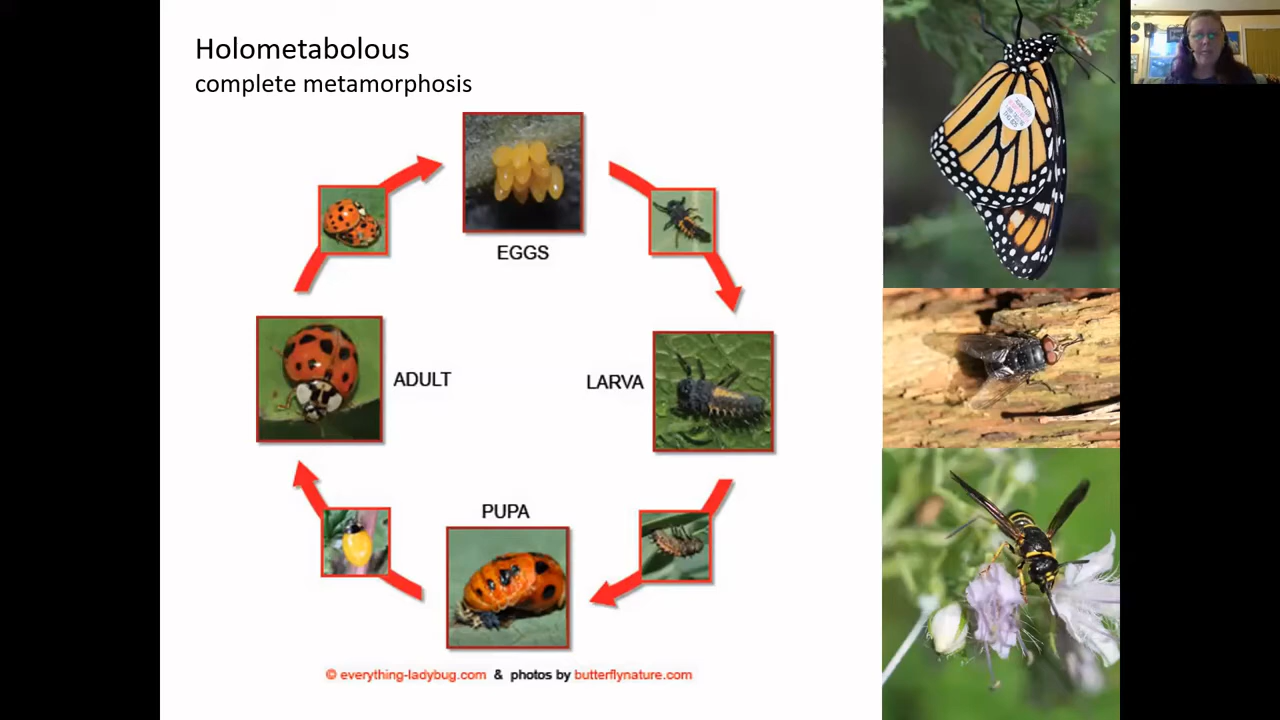 Holometabolous
complete metamorphosis
EGGS
ADULT
LARVA
PUPA
© everything-ladybug.com & photos by butterflynature.com